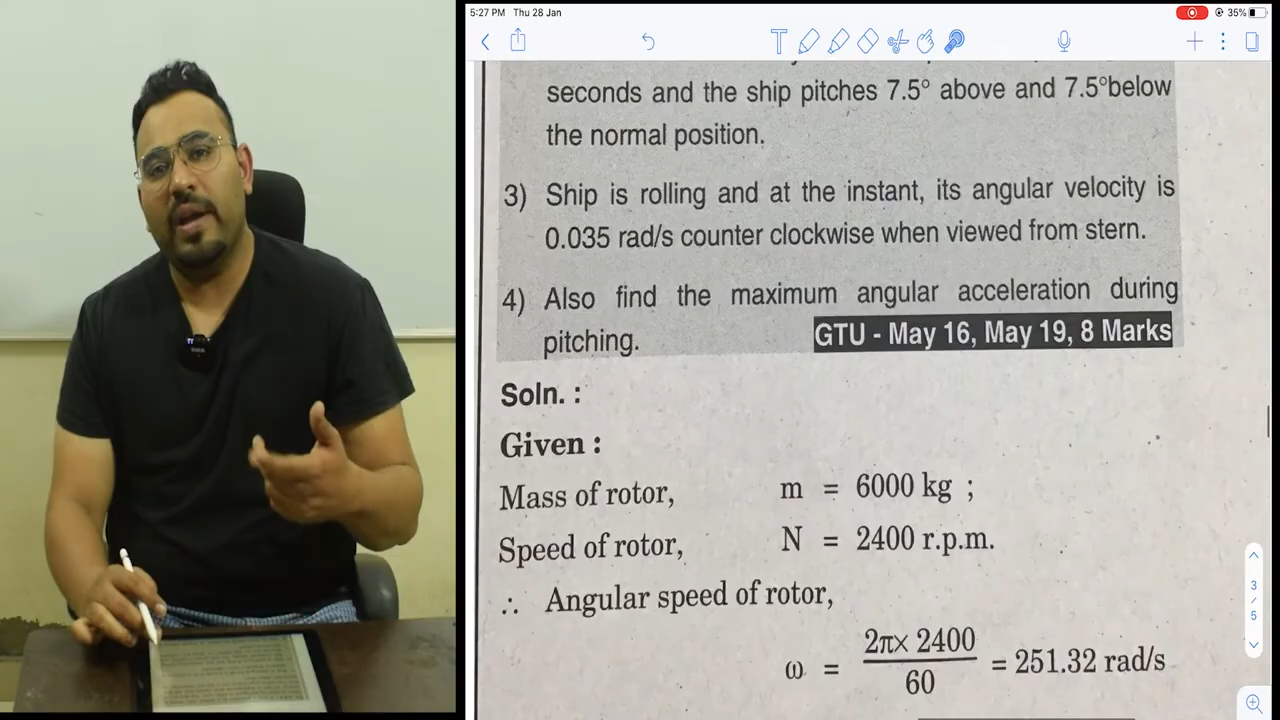 5:27 PM Thu 28 Jan
35%
seconds and the ship pitches 7.5° above and 7.5°below
the normal position.
3) Ship is rolling and at the instant, its angular velocity is
0.035 rad/s counter clockwise when viewed from stern.
4) Also find the maximum angular acceleration during
pitching.
GTU - May 16, May 19, 8 Marks
Soln. :
Given :
Mass of rotor, m = 6000 kg ;
Speed of rotor, N = 2400 r.p.m.
∴ Angular speed of rotor,
ω = 2π× 2400 / 60 = 251.32 rad/s
3
/
5